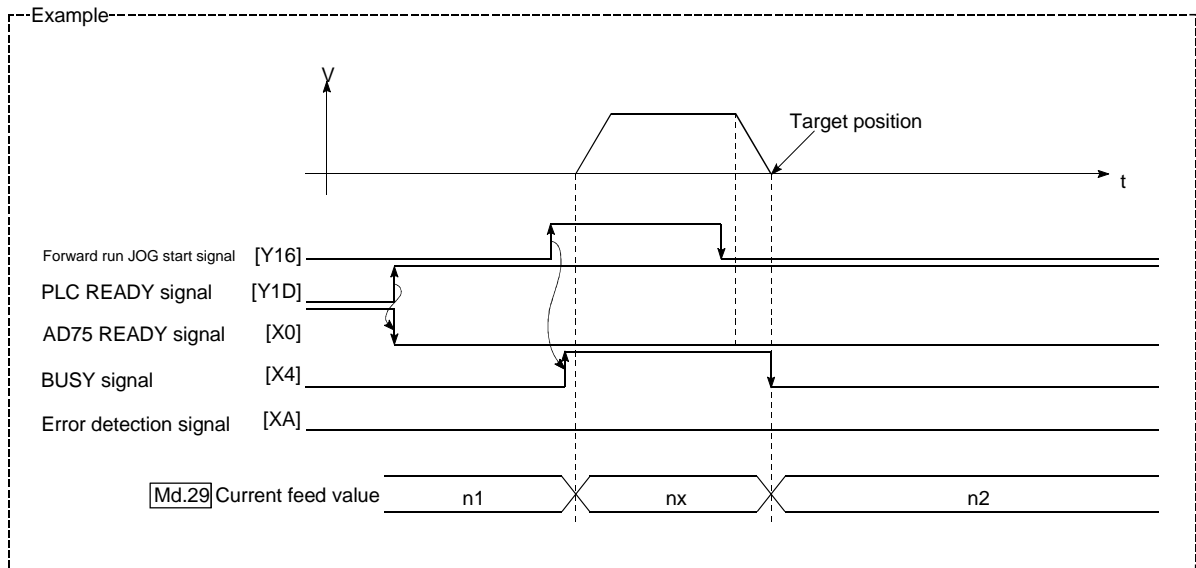 Example
V
Target position
t
Forward run JOG start signal [Y16]
PLC READY signal [Y1D]
AD75 READY signal [X0]
BUSY signal [X4]
Error detection signal [XA]
Md.29 Current feed value n1 nx n2